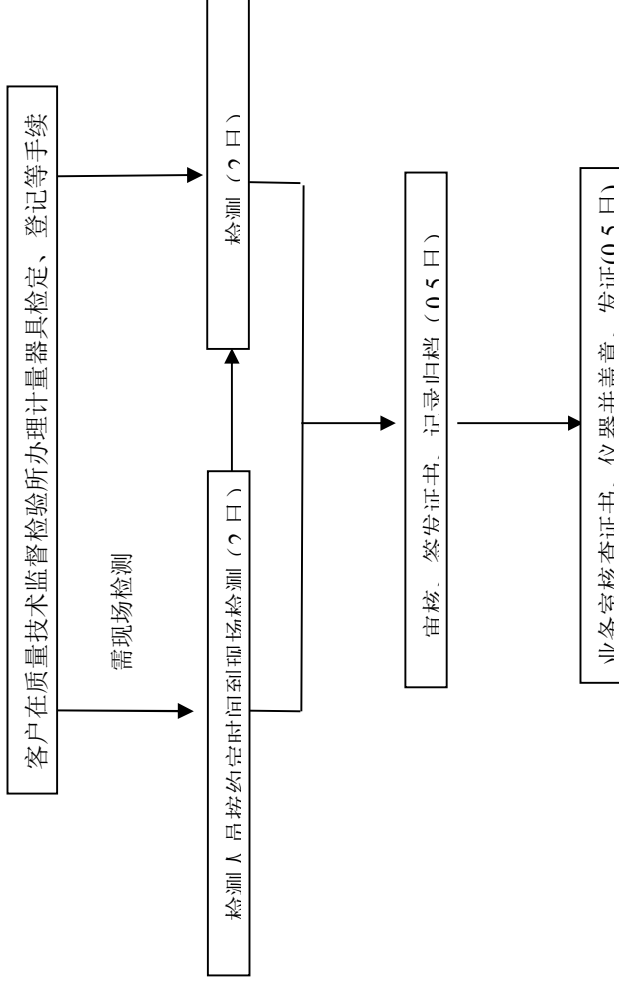 客户在质量技术监督检验所办理计量器具检定、登记等手续
需现场检测
检测人员按约定时间到现场检测（2日）
检测（2日）
审核、签发证书、记录归档（0.5日）
业务室核查证书、仪器并盖章、发证(0.5日)